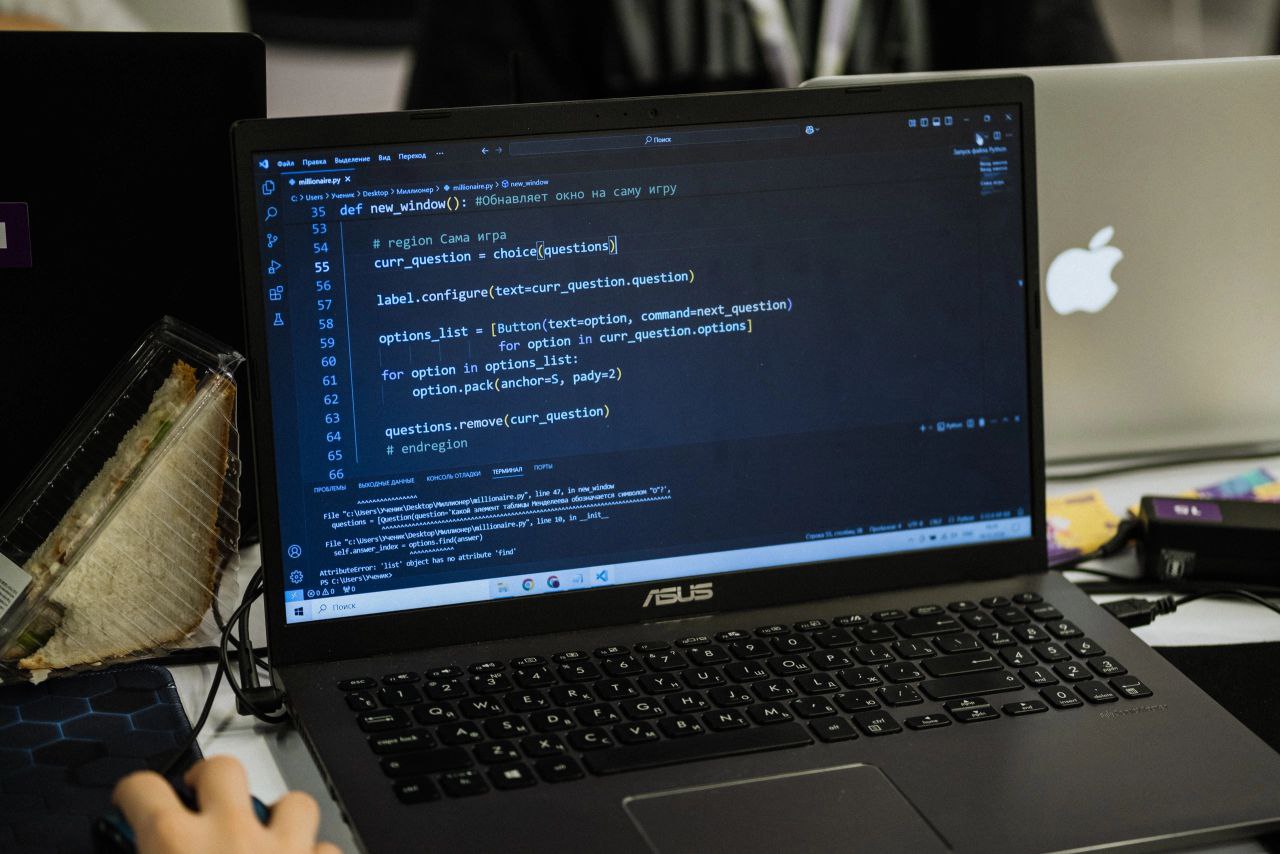 Файл Правка Выделение Вид Переход ...
Поиск
millionaire.py
C: > Users > Ученик > Desktop > Миллионер > millionaire.py > new_window
Запуск файла Python
35 def new_window(): #Обнавляет окно на саму игру
53
54 # region Сама игра
55 curr_question = choice(questions)
56
57 label.configure(text=curr_question.question)
58
59 options_list = [Button(text=option, command=next_question)
60 for option in curr_question.options]
61 for option in options_list:
62 option.pack(anchor=S, pady=2)
63
64 questions.remove(curr_question)
65 # endregion
66
ПРОБЛЕМЫ ВЫХОДНЫЕ ДАННЫЕ КОНСОЛЬ ОТЛАДКИ ТЕРМИНАЛ ПОРТЫ
Python
^^^^^^^^^^^^^^^^
File "c:\Users\Ученик\Desktop\Миллионер\millionaire.py", line 47, in new_window
questions = [Question(question='Какой элемент таблицы Менделеева обозначается символом "O"?',
File "c:\Users\Ученик\Desktop\Миллионер\millionaire.py", line 10, in __init__
self.answer_index = options.find(answer)
^^^^^^^^^^^^
AttributeError: 'list' object has no attribute 'find'
PS C:\Users\Ученик>
Поиск
ASUS